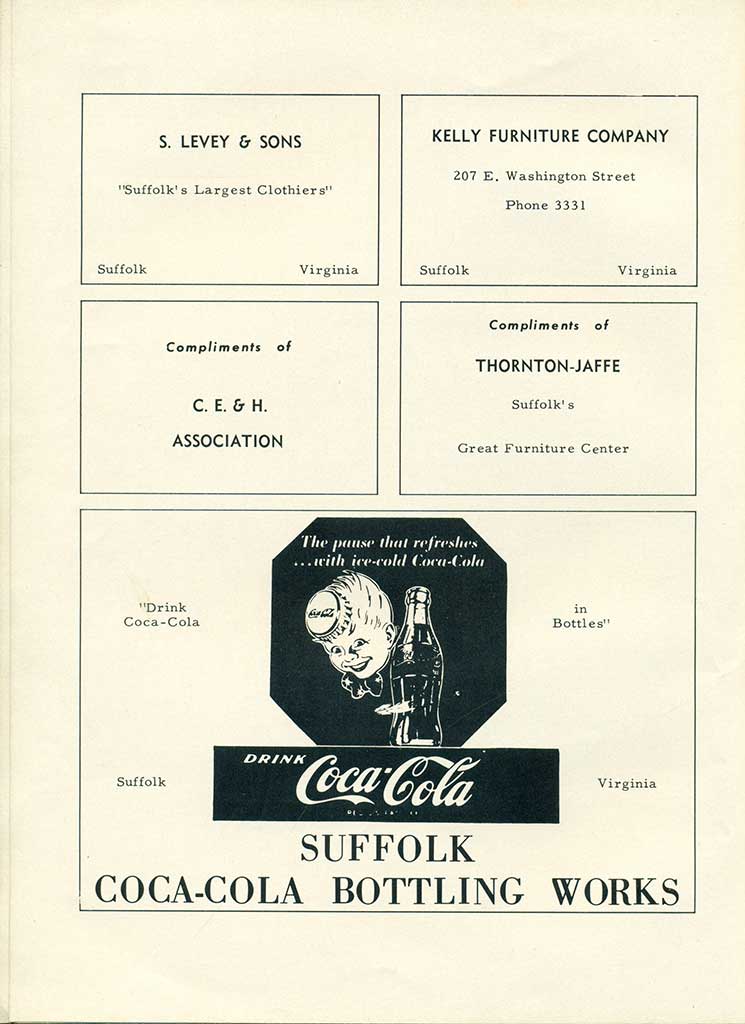 S. LEVEY & SONS
"Suffolk's Largest Clothiers"
Suffolk Virginia
KELLY FURNITURE COMPANY
207 E. Washington Street
Phone 3331
Suffolk Virginia
Compliments of
C. E. & H.
ASSOCIATION
Compliments of
THORNTON-JAFFE
Suffolk's
Great Furniture Center
The pause that refreshes
...with ice-cold Coca-Cola
Coca-Cola
"Drink
Coca-Cola
in
Bottles"
Suffolk
Virginia
DRINK
Coca-Cola
SUFFOLK
COCA-COLA BOTTLING WORKS